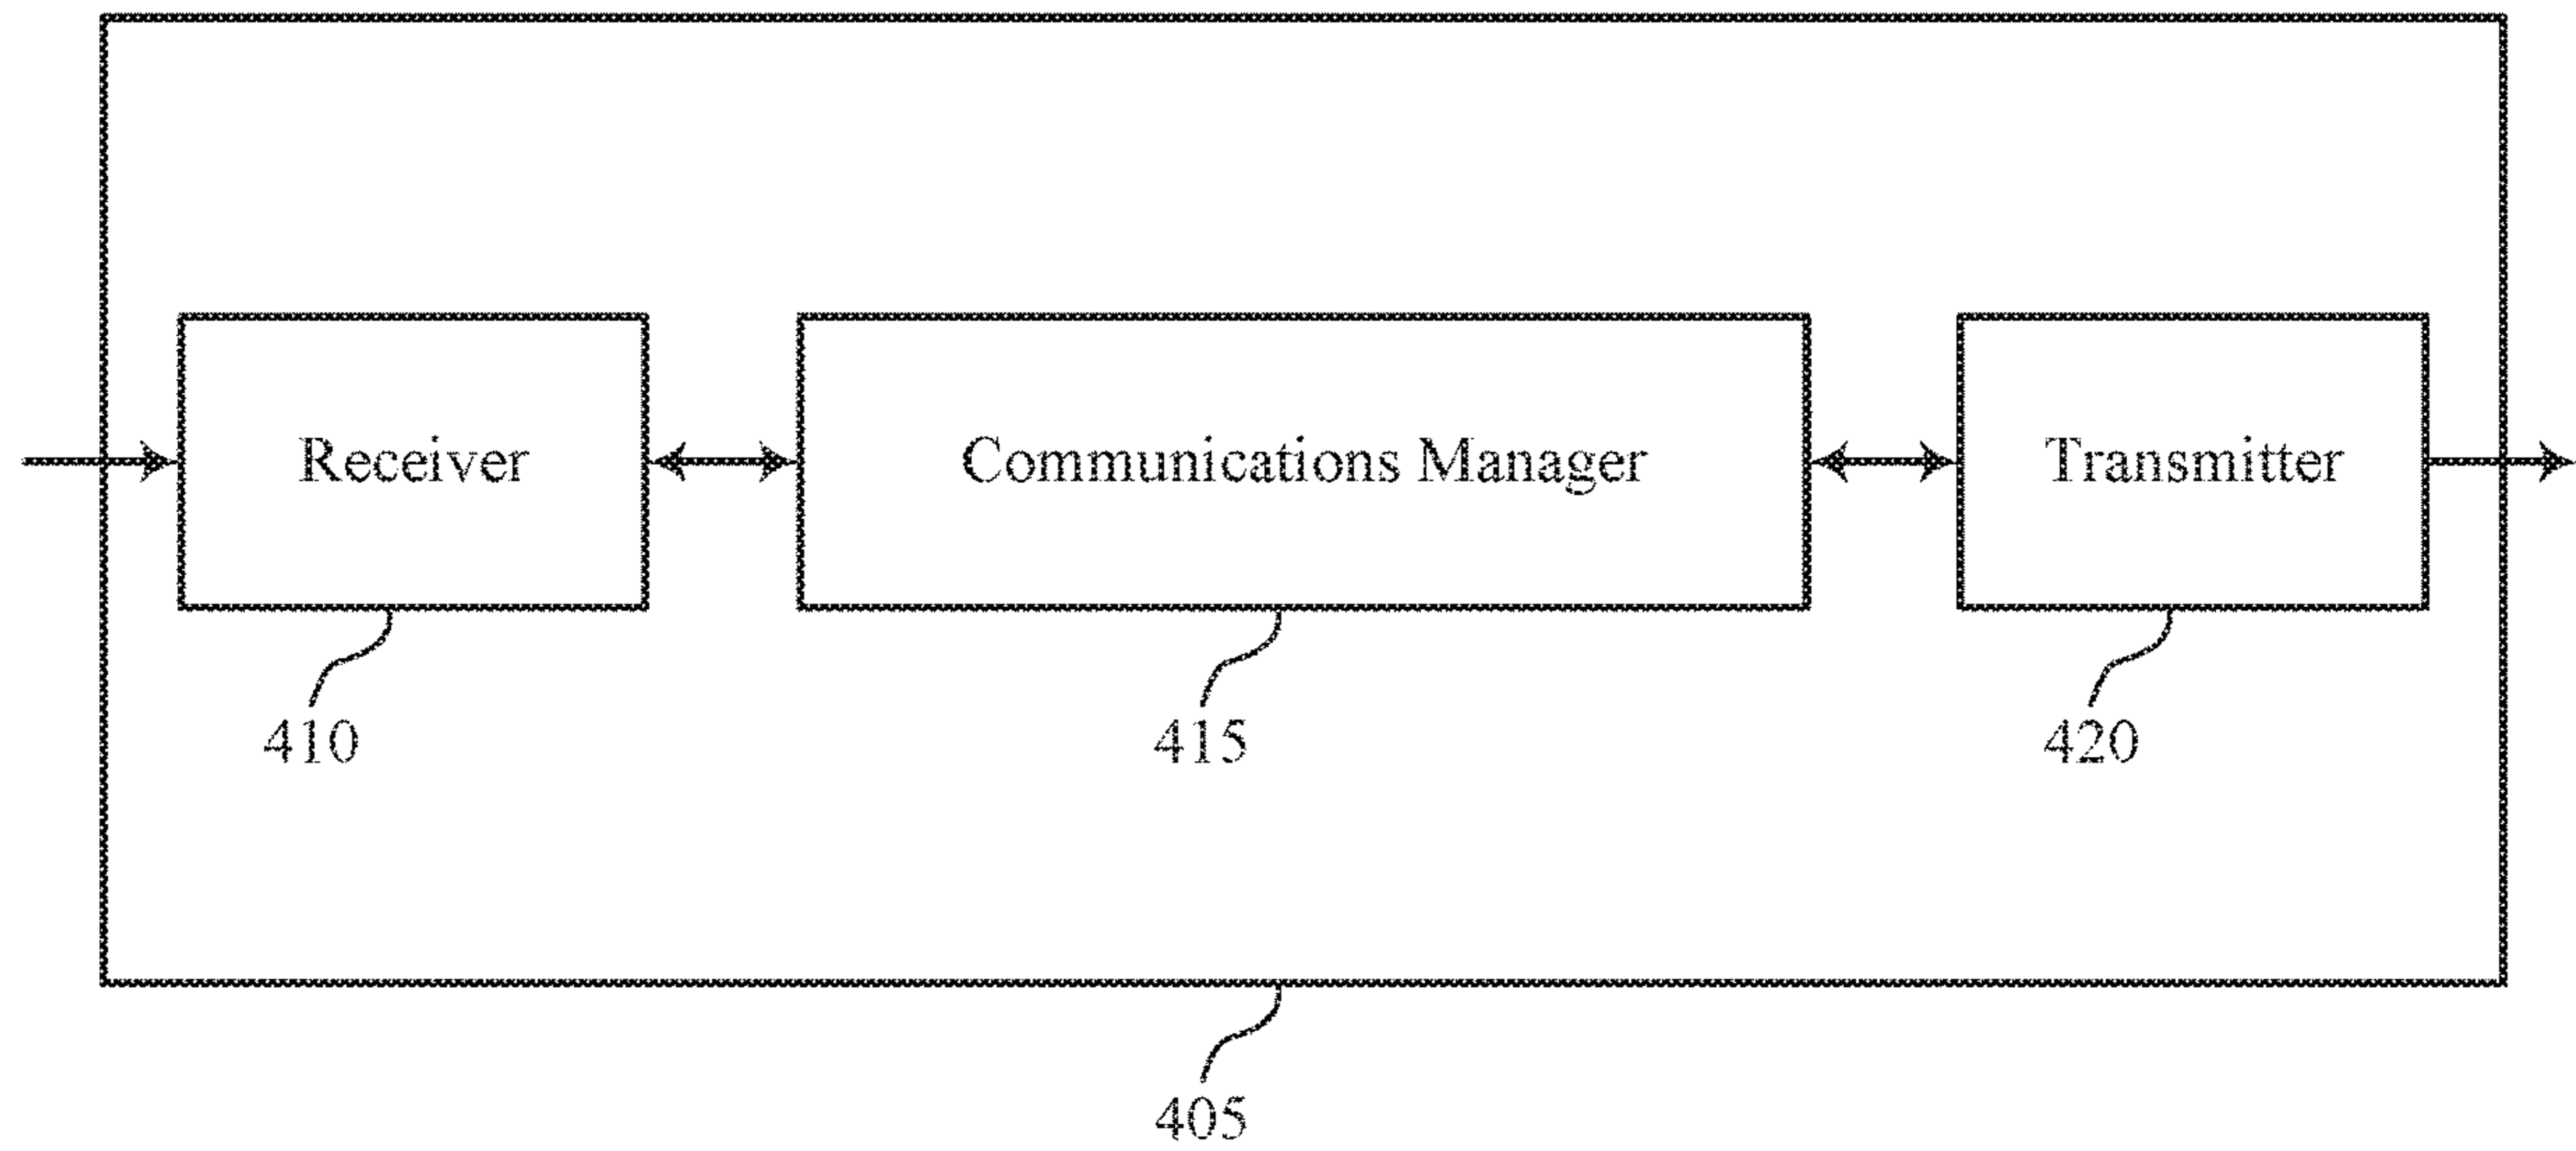 Receiver
Communications Manager
Transmitter
410
415
420
405